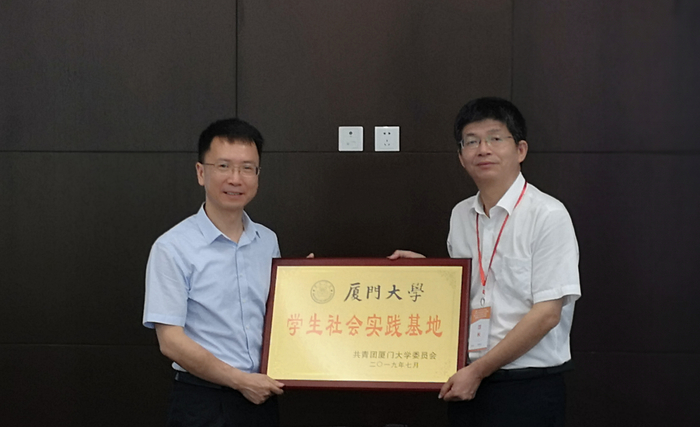 厦門大學
学生社会实践基地
共青团厦门大学委员会
二〇一九年七月